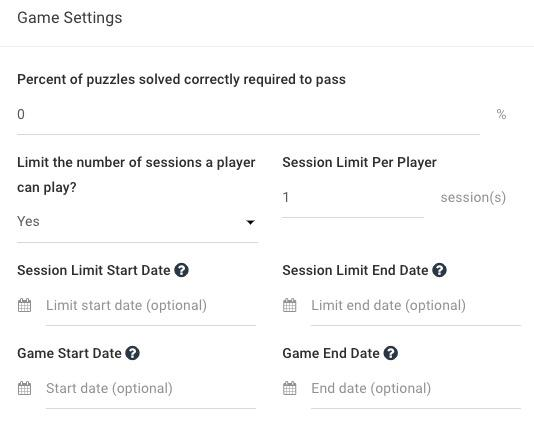 Game Settings
Percent of puzzles solved correctly required to pass
0 %
Limit the number of sessions a player
can play?
Yes
Session Limit Per Player
1 session(s)
Session Limit Start Date ?
Limit start date (optional)
Session Limit End Date ?
Limit end date (optional)
Game Start Date ?
Start date (optional)
Game End Date ?
End date (optional)